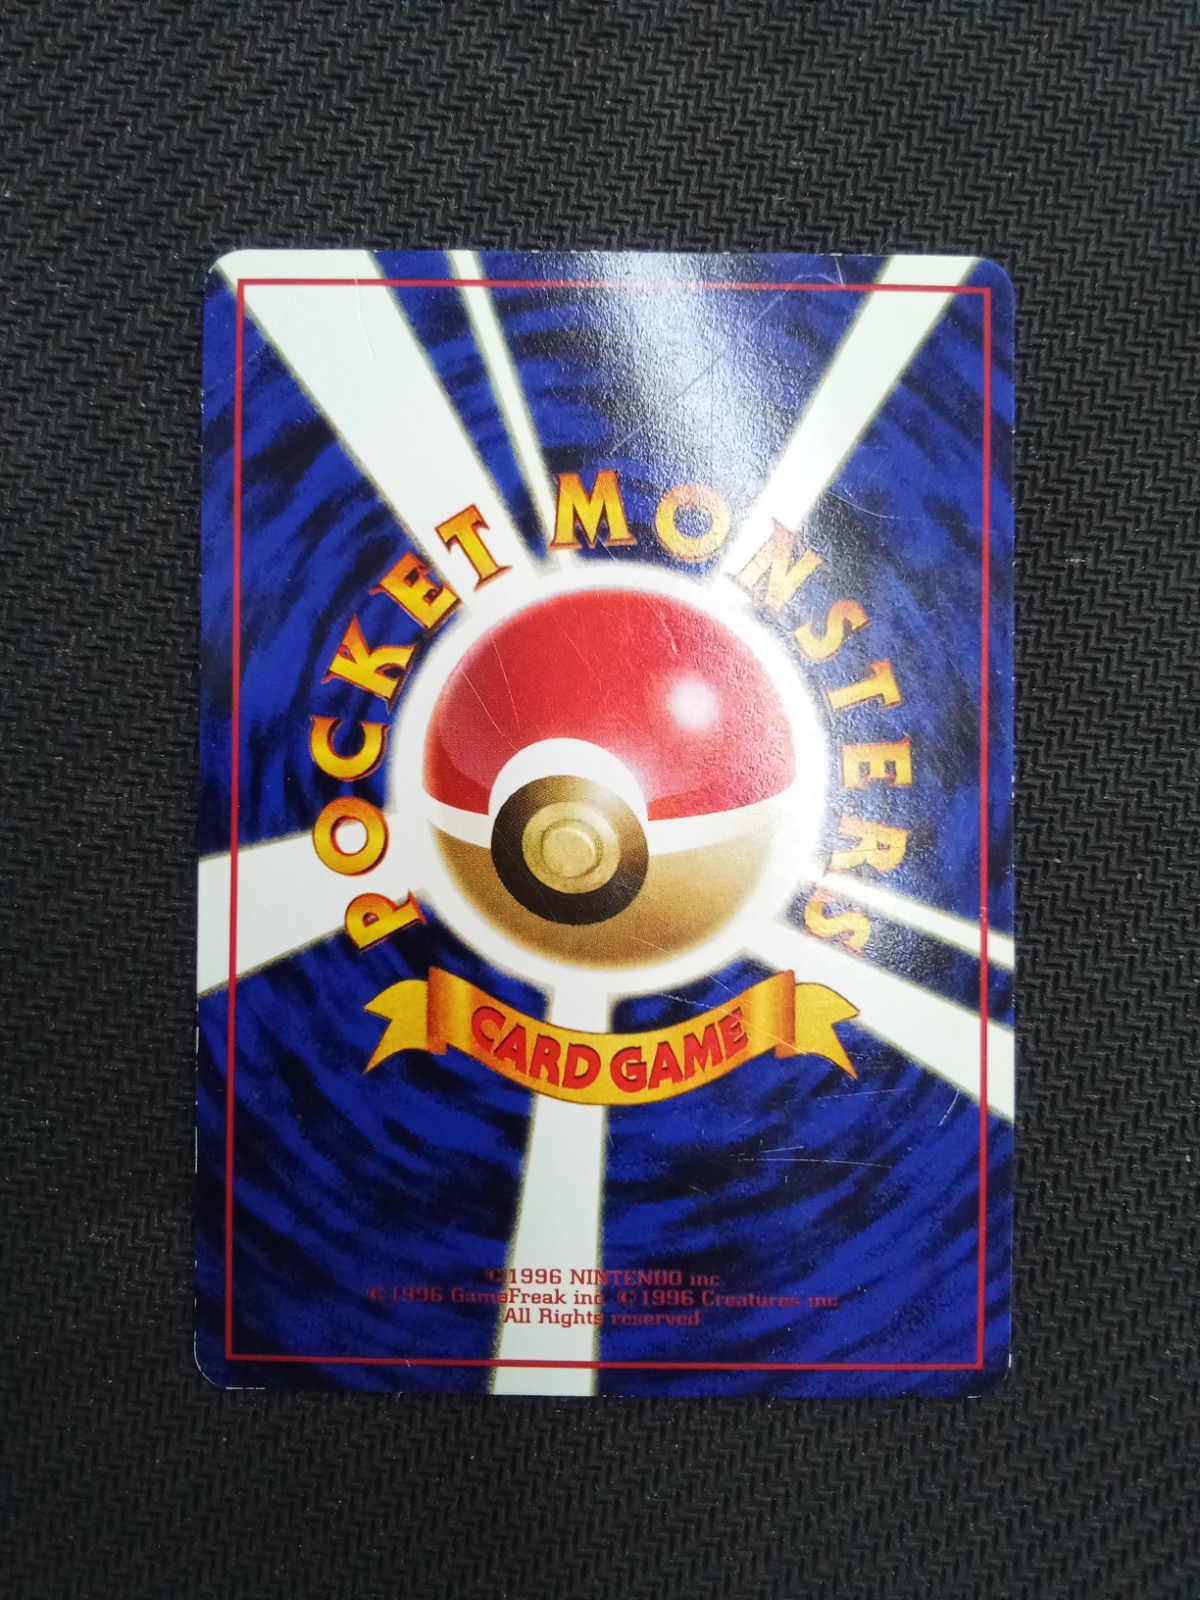 POCKET MONSTERS
CARD GAME
©1996 NINTENDO inc.
©1996 GameFreak inc. ©1996 Creatures inc.
All Rights reserved.